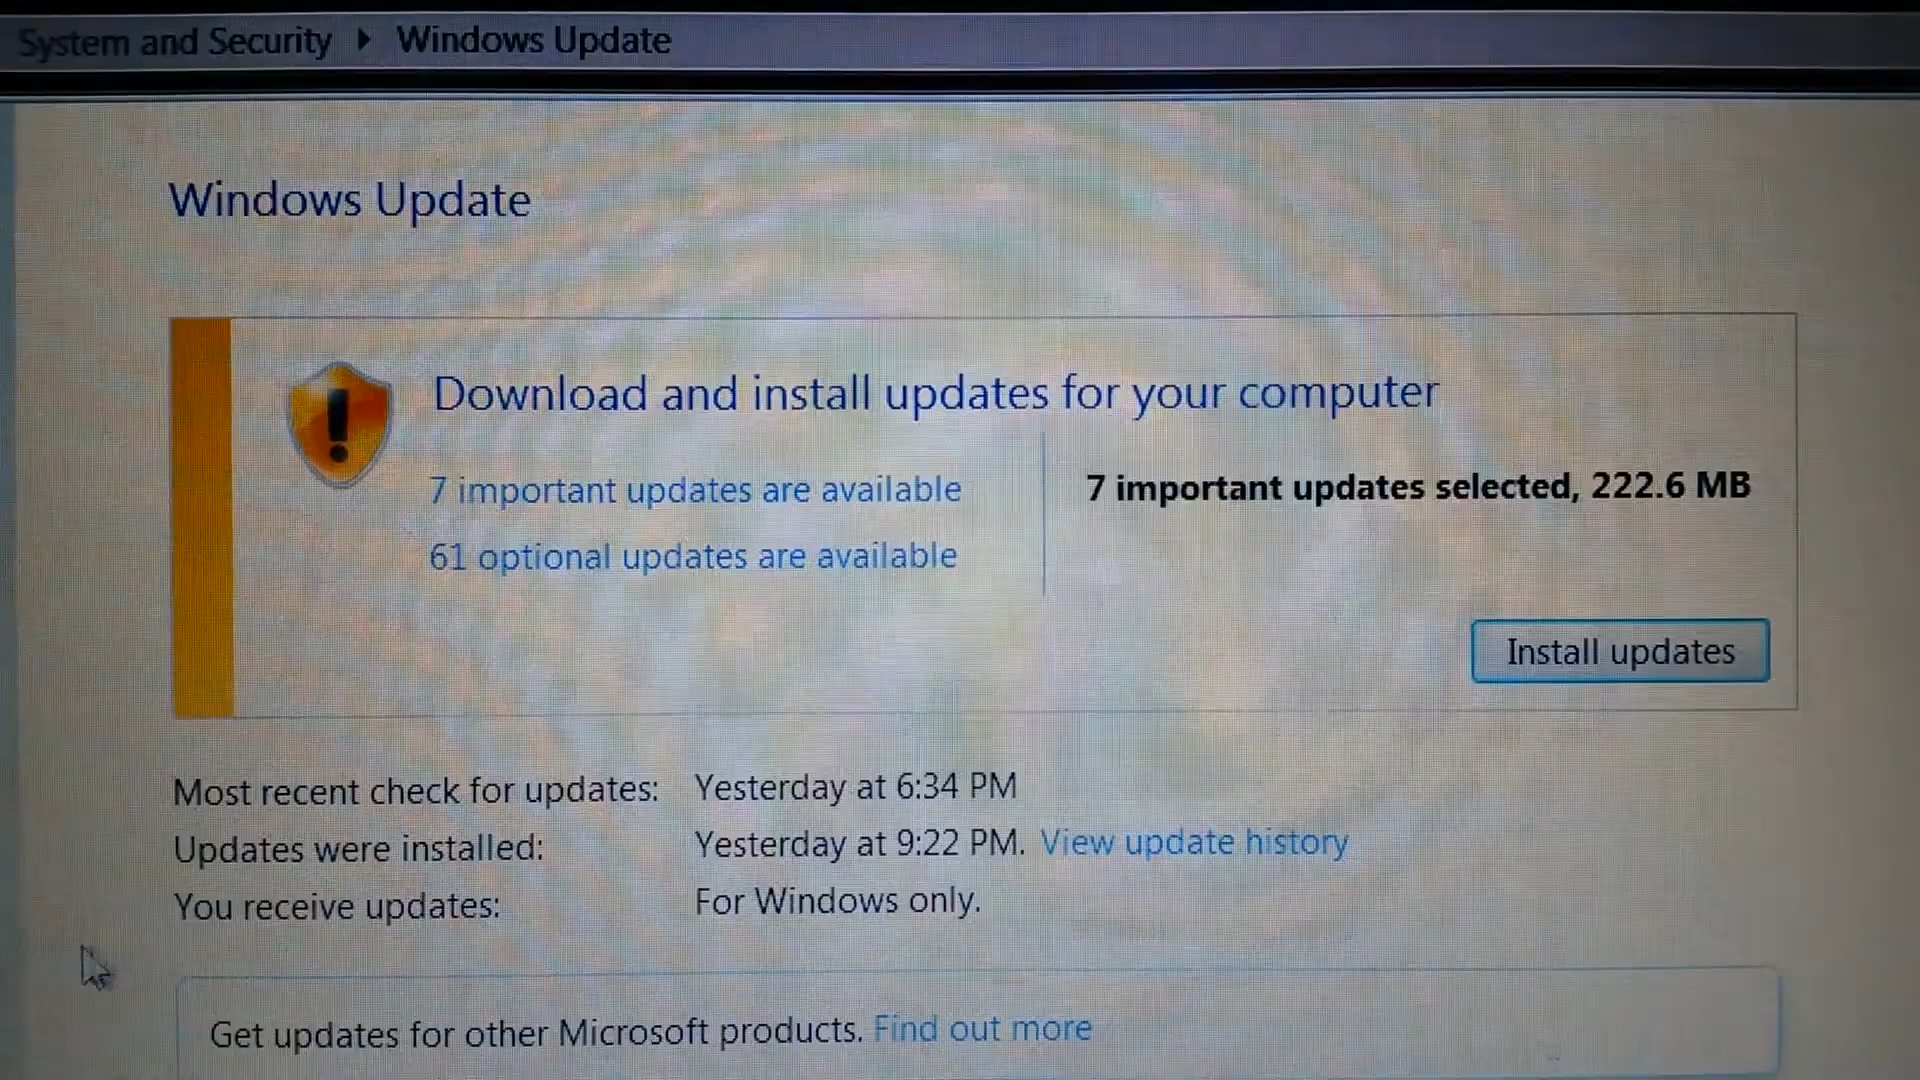 System and Security ▸ Windows Update
Windows Update
Download and install updates for your computer
7 important updates are available
7 important updates selected, 222.6 MB
61 optional updates are available
Install updates
Most recent check for updates: Yesterday at 6:34 PM
Updates were installed: Yesterday at 9:22 PM. View update history
You receive updates: For Windows only.
Get updates for other Microsoft products. Find out more